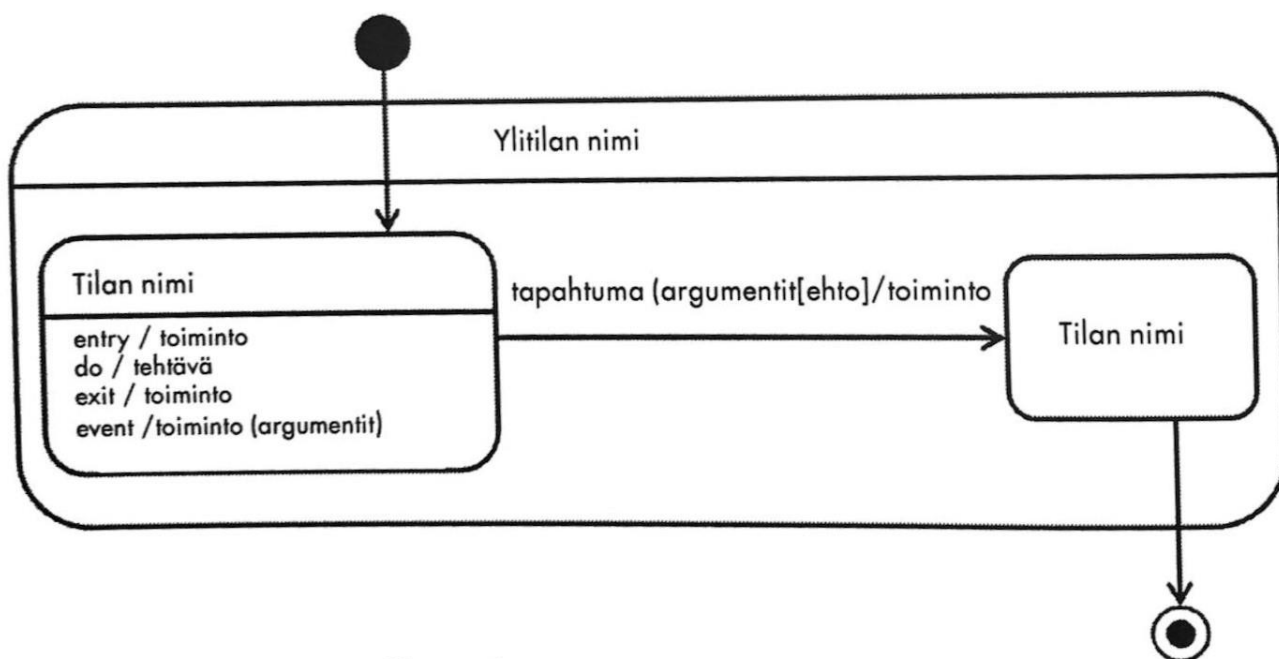 Ylitilan nimi
Tilan nimi
entry / toiminto
do / tehtävä
exit / toiminto
event /toiminto (argumentit)
tapahtuma (argumentit[ehto]/toiminto
Tilan nimi